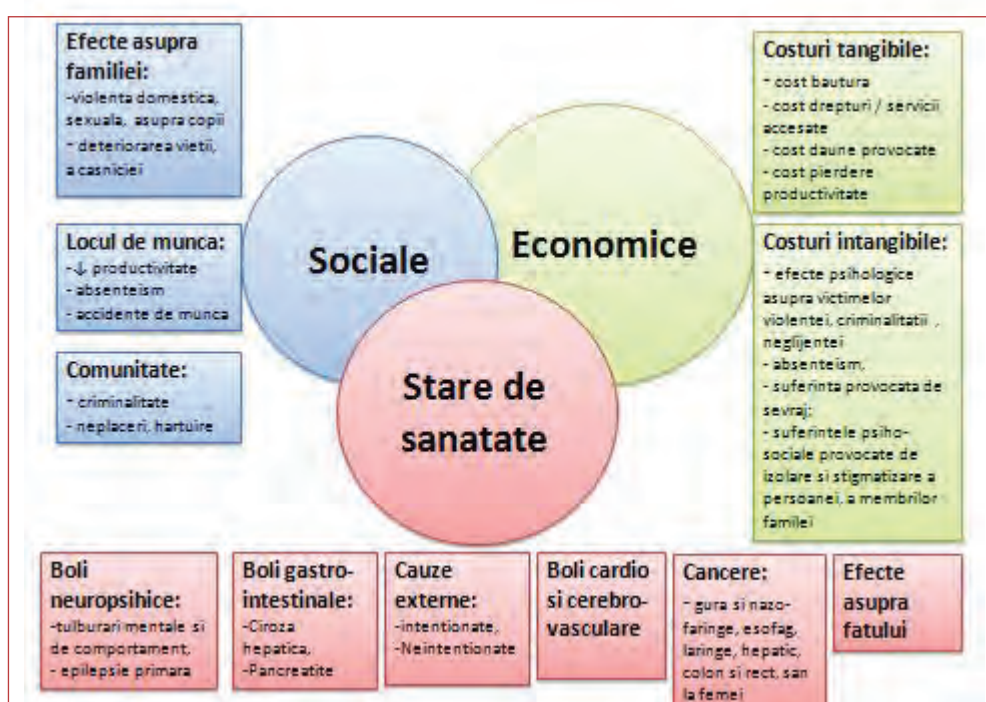 Efecte asupra
familiei:
-violenta domestica,
sexuala, asupra copii
- deteriorarea vietii,
a casniciei
Locul de munca:
-↓ productivitate
- absenteism
- accidente de munca
Comunitate:
- criminalitate
- neplaceri, hartuire
Sociale
Economice
Stare de
sanatate
Costuri tangibile:
- cost bautura
- cost drepturi / servicii
accesate
- cost daune provocate
- cost pierdere
productivitate
Costuri intangibile:
- efecte psihologice
asupra victimelor
violentei, criminalitatii ,
neglijentei
- absenteism,
- suferinta provocata de
sevraj;
- suferintele psiho-
sociale provocate de
izolare si stigmatizare a
persoanei, a membrilor
familei
Boli
neuropsihice:
-tulburari mentale si
de comportament,
- epilepsie primara
Boli gastro-
intestinale:
-Ciroza
hepatica,
-Pancreatite
Cauze
externe:
-intentionate,
-Neintentionate
Boli cardio
si cerebro-
vasculare
Cancere:
- gura si nazo-
faringe, esofag,
laringe, hepatic,
colon si rect, san
la femei
Efecte
asupra
fatului